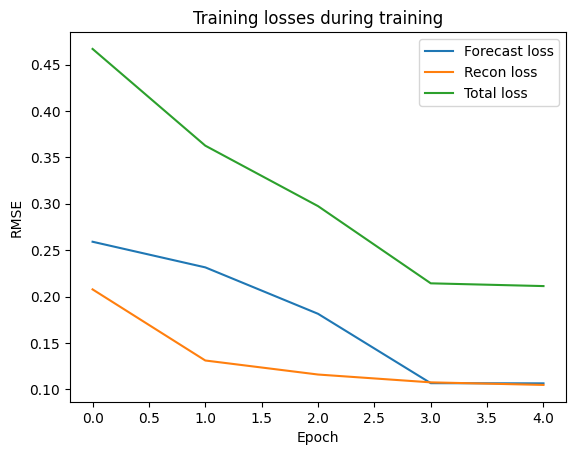 Training losses during training
Forecast loss
Recon loss
Total loss
0.45
0.40
0.35
0.30
0.25
0.20
0.15
0.10
RMSE
0.0 0.5 1.0 1.5 2.0 2.5 3.0 3.5 4.0
Epoch